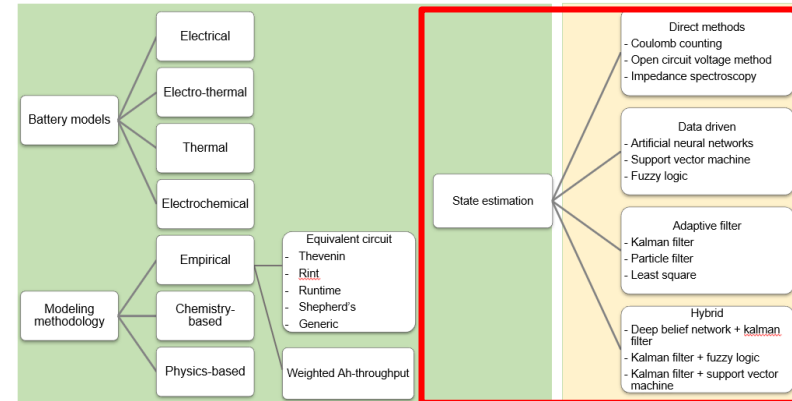 Battery models
Electrical
Electro-thermal
Thermal
Electrochemical
Modeling
methodology
Empirical
Chemistry-
based
Physics-based
Equivalent circuit
- Thevenin
- Rint
- Runtime
- Shepherd's
- Generic
Weighted Ah-throughput
State estimation
Direct methods
- Coulomb counting
- Open circuit voltage method
- Impedance spectroscopy
Data driven
- Artificial neural networks
- Support vector machine
- Fuzzy logic
Adaptive filter
- Kalman filter
- Particle filter
- Least square
Hybrid
- Deep belief network + kalman
filter
- Kalman filter + fuzzy logic
- Kalman filter + support vector
machine